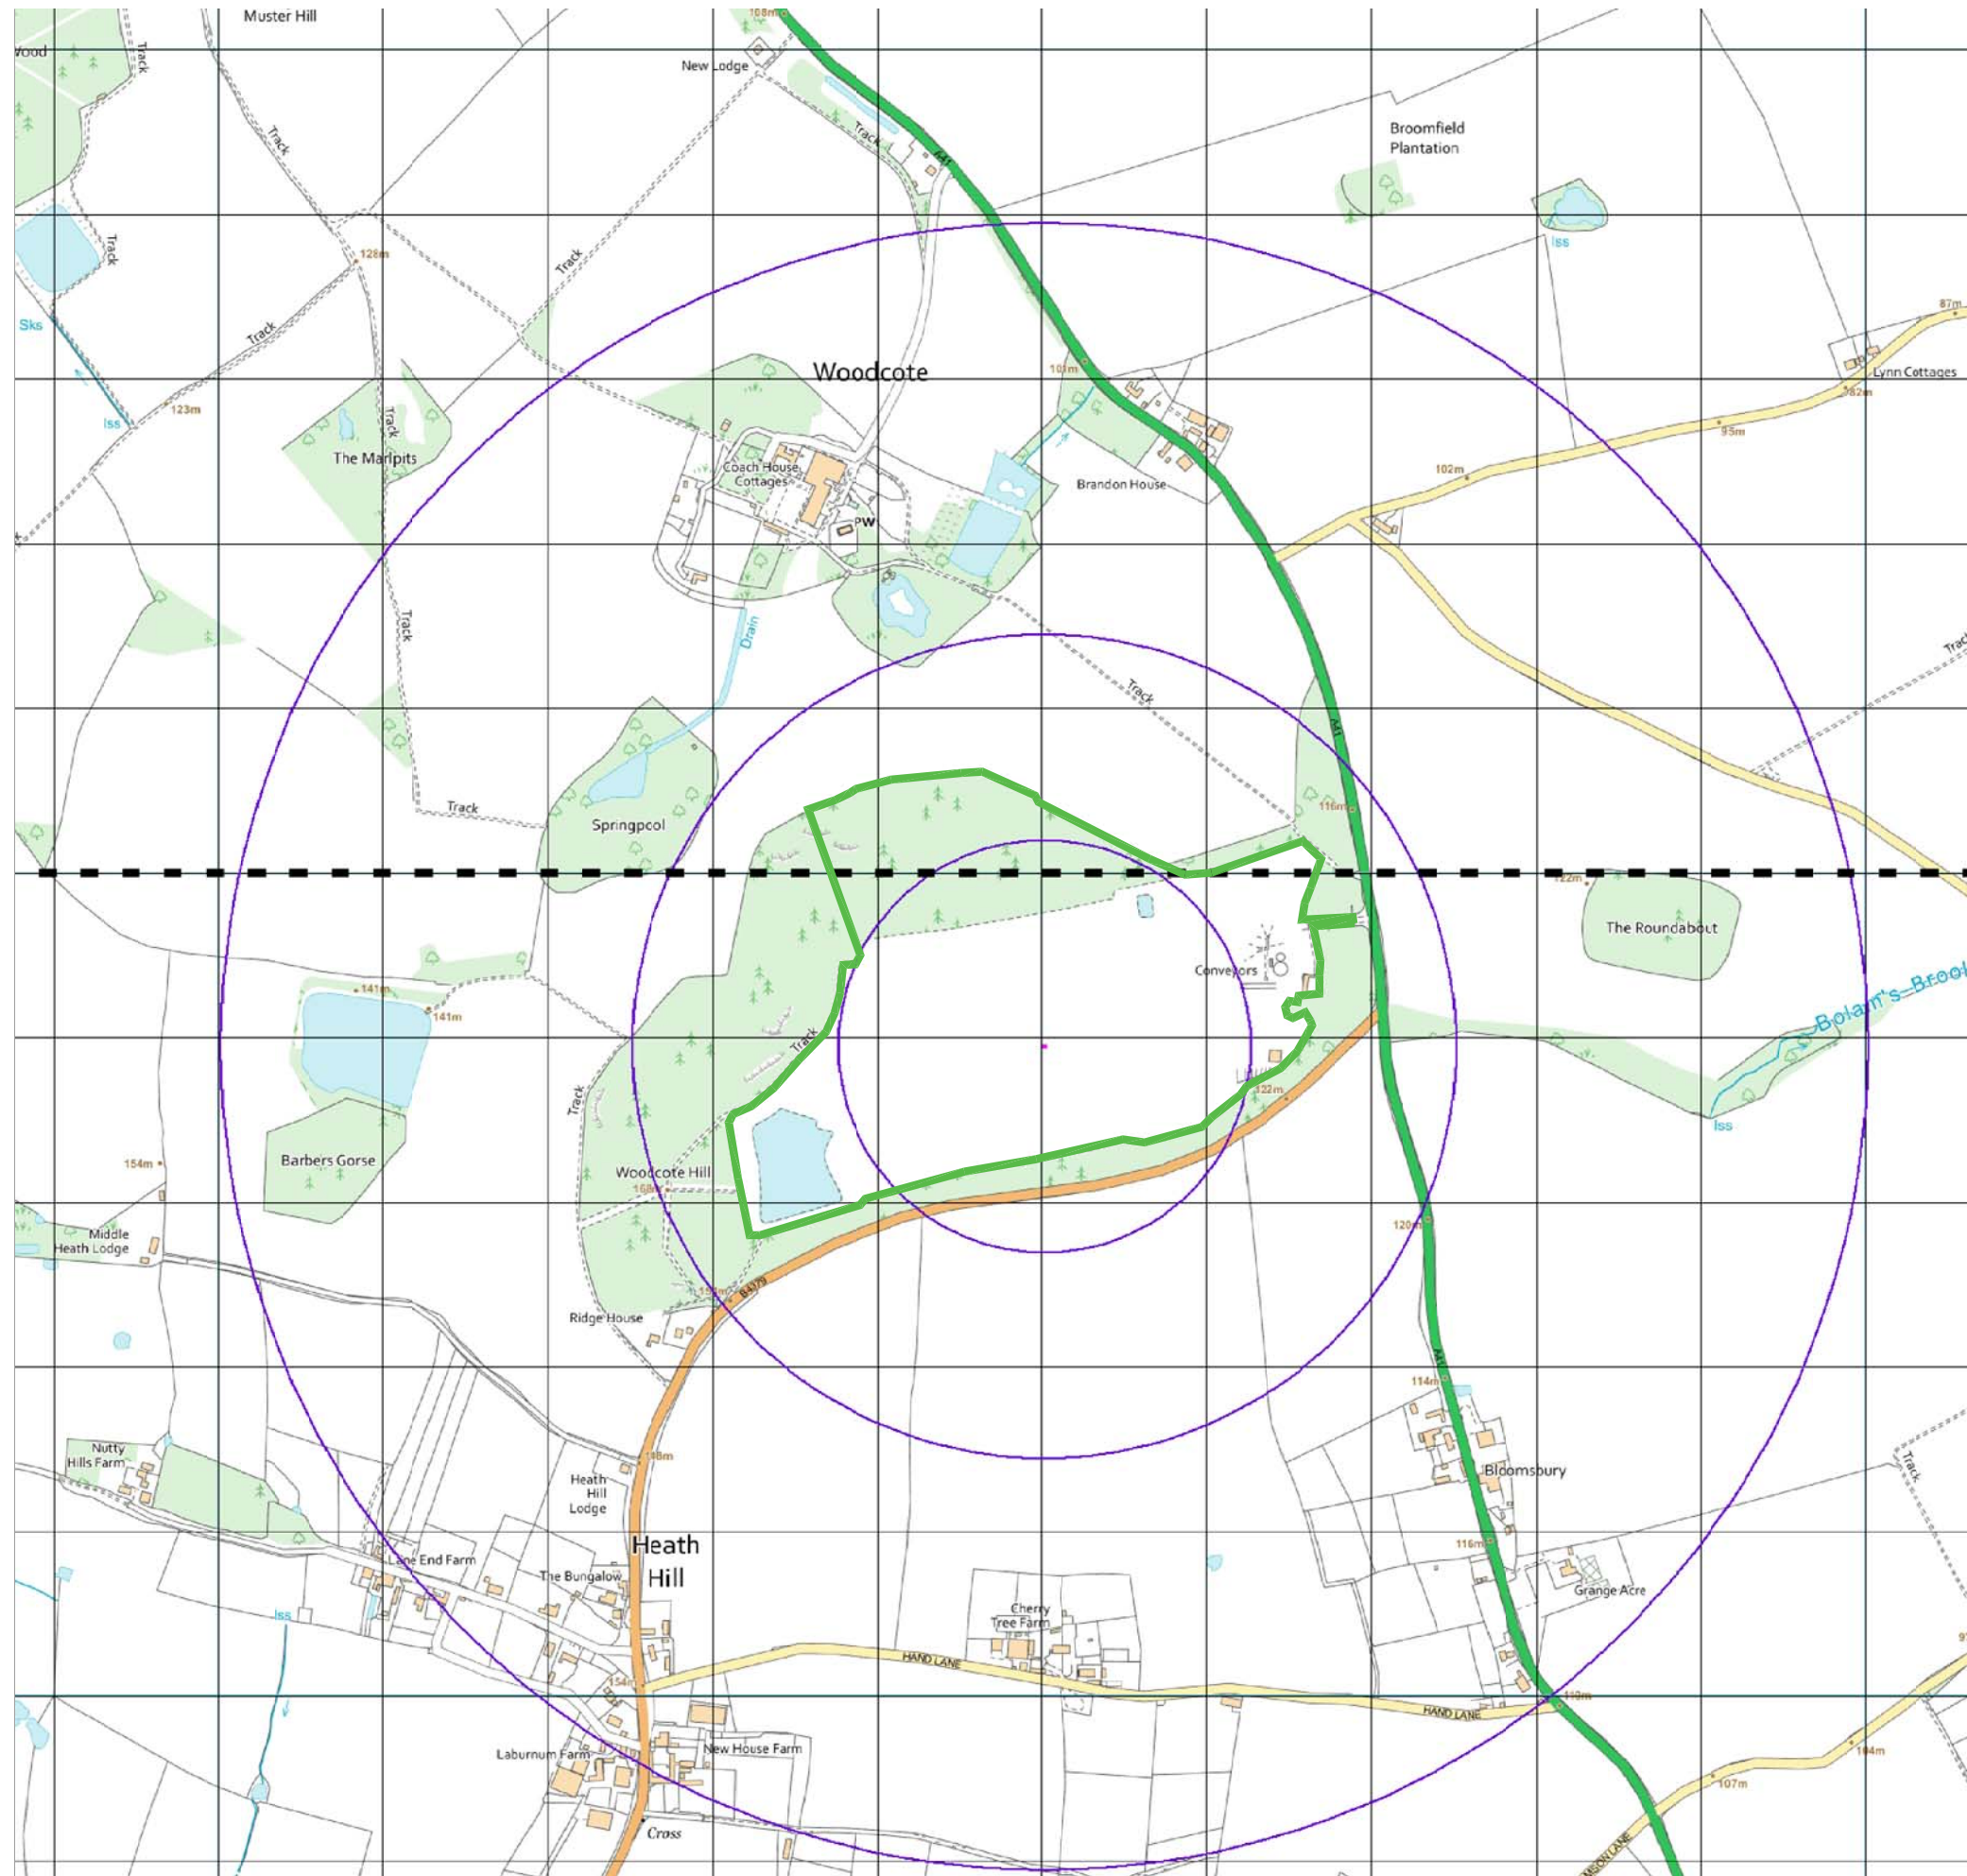 108m
Muster Hill
Wood
Track
New Lodge
Track
Track
A41
Broomfield
Plantation
Iss
Track
Track
128m
87m
Sks
Track
Woodcote
101m
Lynn Cottages
82m
123m
Iss
Track
95m
The Marlpits
Coach House
Cottages
102m
Brandon House
PW
Track
Drain
Track
Track
A41
Track
116m
Springpool
122m
The Roundabout
Conveyors
141m
141m
Bolam's Brook
Track
Track
122m
Iss
Barbers Gorse
154m
Woodcote Hill
168m
120m
Middle
Heath Lodge
B4379
Ridge House
A41
114m
Nutty
Hills Farm
Track
Bloomsbury
Heath
Hill
Lodge
Heath
Hill
116m
Lane End Farm
The Bungalow
Grange Acre
Iss
Cherry
Tree Farm
HAND LANE
154m
HAND LANE
New House Farm
Laburnum Farm
104m
107m
Cross